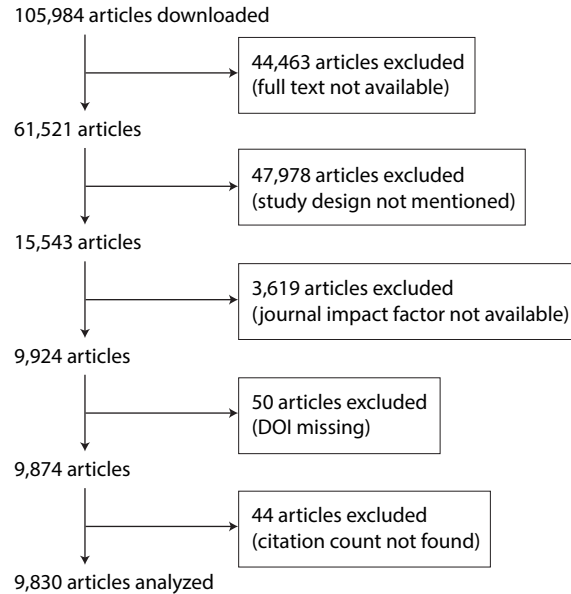 105,984 articles downloaded
44,463 articles excluded
(full text not available)
61,521 articles
47,978 articles excluded
(study design not mentioned)
15,543 articles
3,619 articles excluded
(journal impact factor not available)
9,924 articles
50 articles excluded
(DOI missing)
9,874 articles
44 articles excluded
(citation count not found)
9,830 articles analyzed